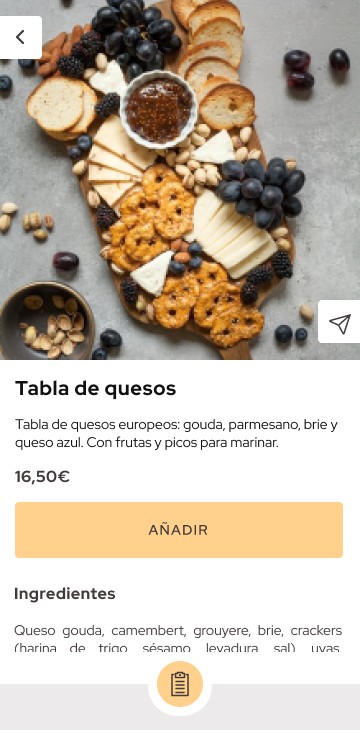 Tabla de quesos
Tabla de quesos europeos: gouda, parmesano, brie y
queso azul. Con frutas y picos para marinar.
16,50€
AÑADIR
Ingredientes
Queso gouda, camembert, grouyere, brie, crackers
(harina de trigo, sésamo, levadura, sal), uvas,